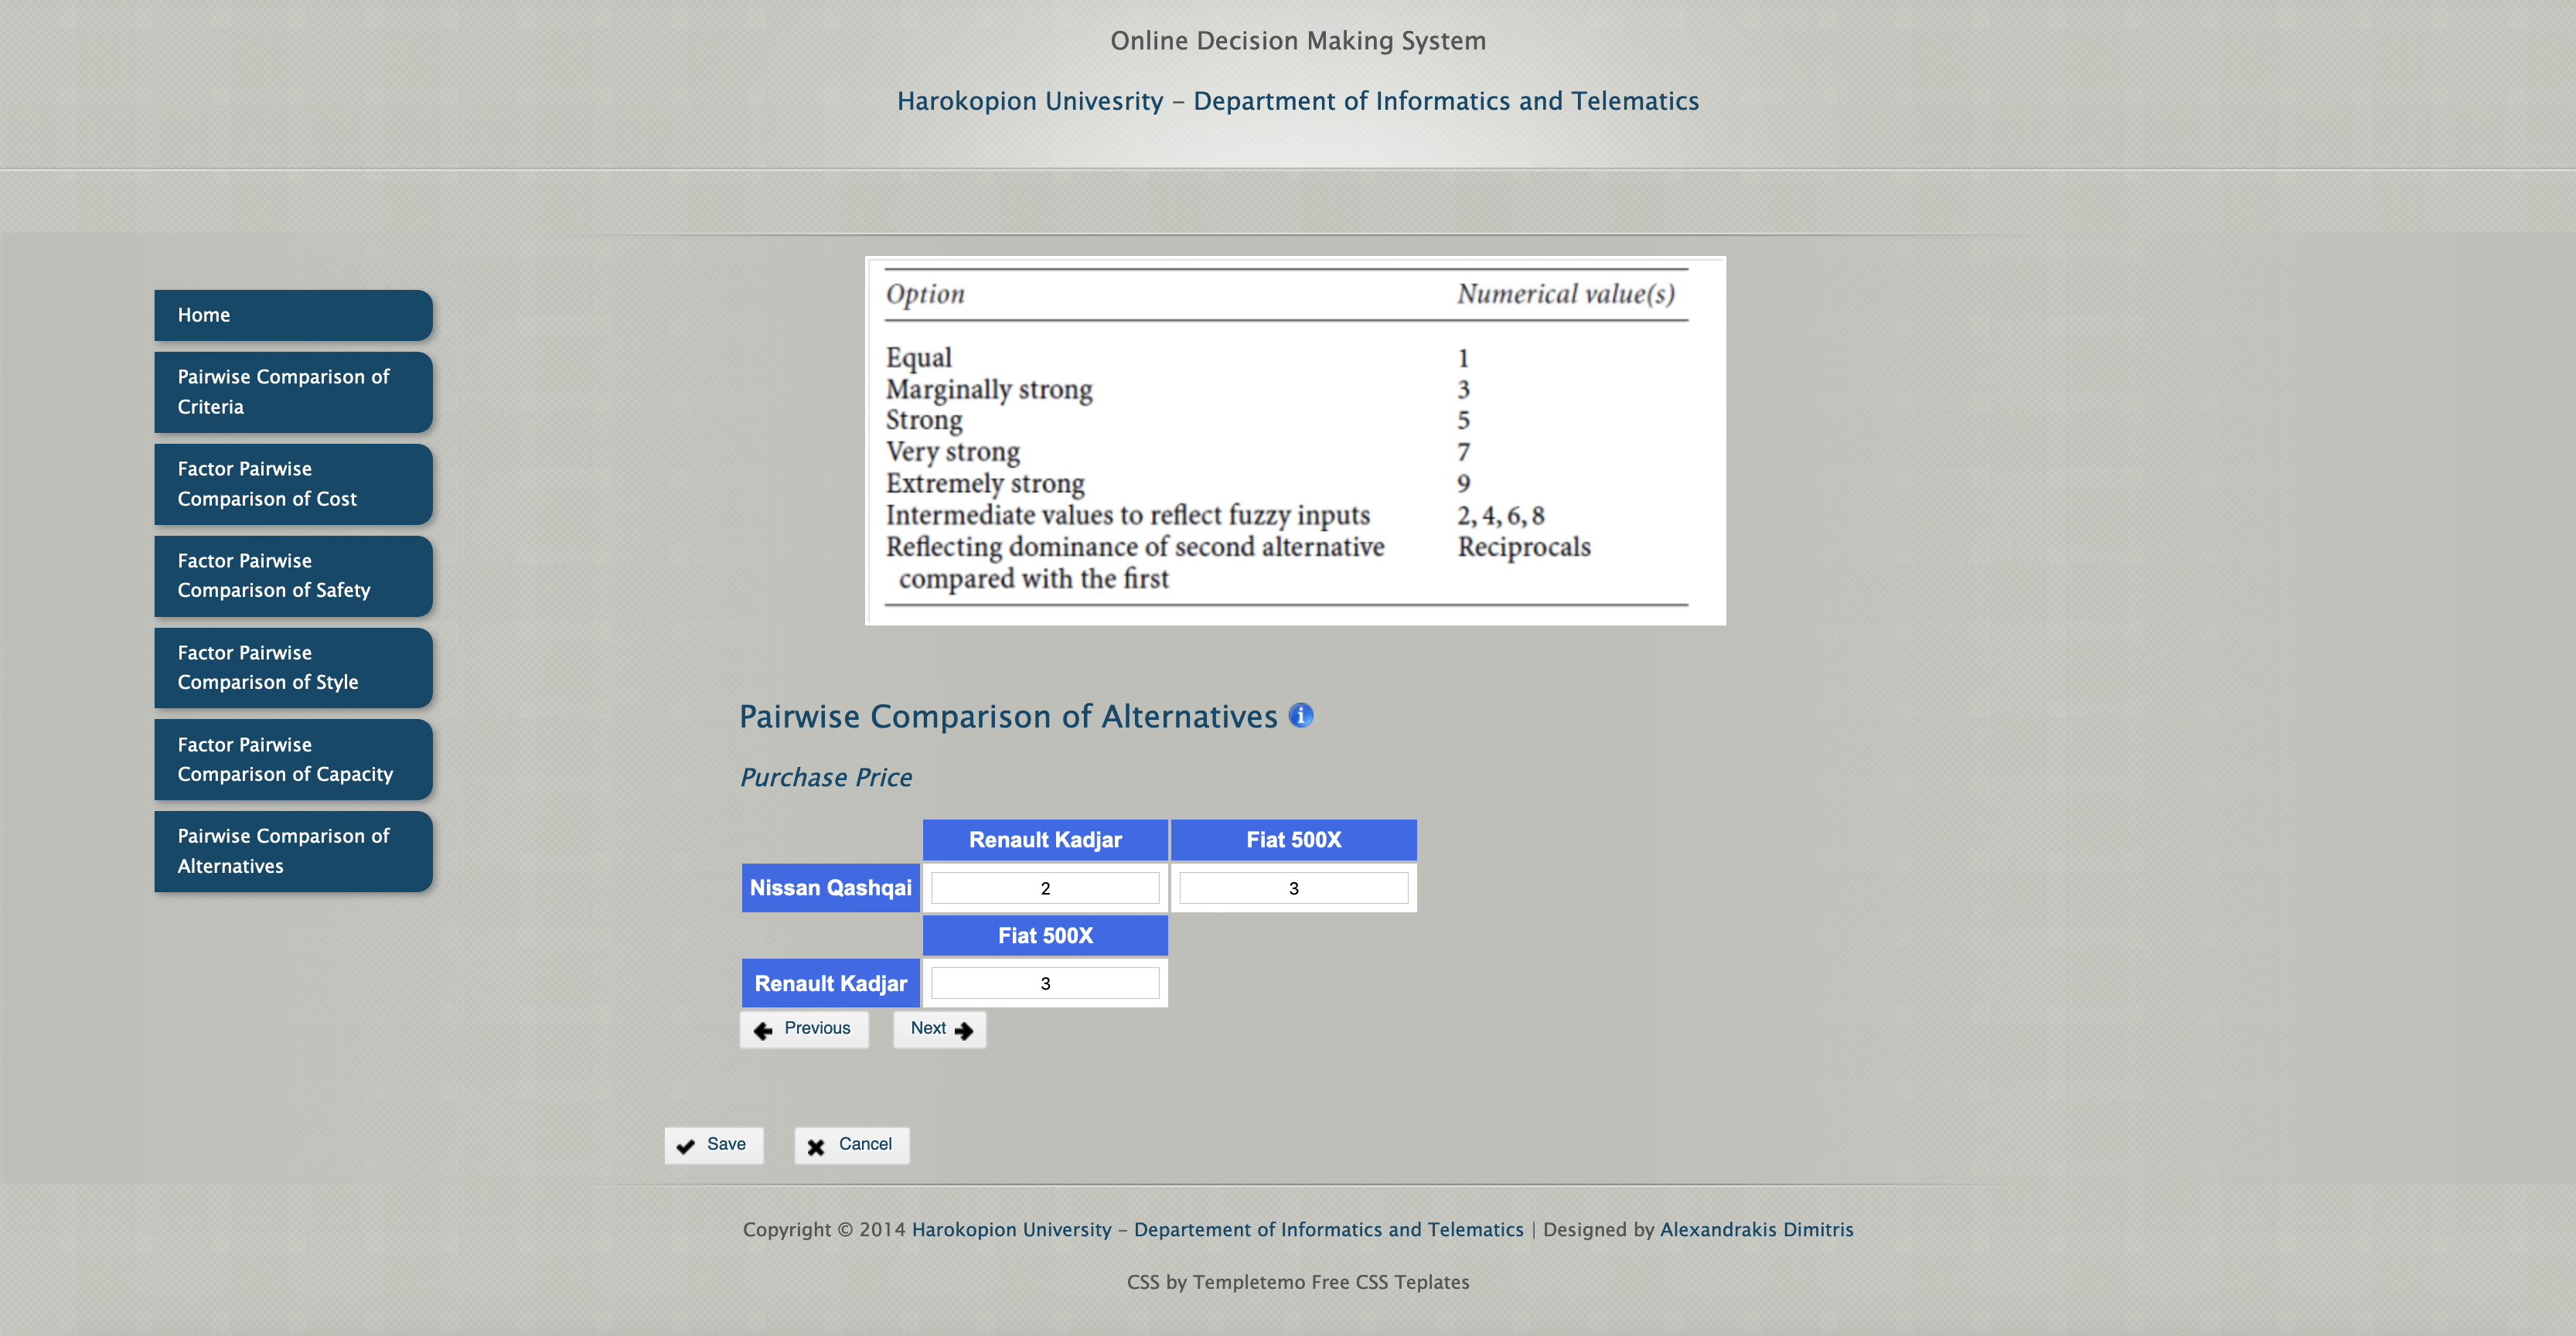 Online Decision Making System
Harokopion Univesrity - Department of Informatics and Telematics
Home
Pairwise Comparison of
Criteria
Factor Pairwise
Comparison of Cost
Factor Pairwise
Comparison of Safety
Factor Pairwise
Comparison of Style
Factor Pairwise
Comparison of Capacity
Pairwise Comparison of
Alternatives
Option Numerical value(s)
Equal 1
Marginally strong 3
Strong 5
Very strong 7
Extremely strong 9
Intermediate values to reflect fuzzy inputs 2, 4, 6, 8
Reflecting dominance of second alternative Reciprocals
compared with the first
Pairwise Comparison of Alternatives
Purchase Price
Renault Kadjar Fiat 500X
Nissan Qashqai 2 3
Fiat 500X
Renault Kadjar 3
Previous Next
Save Cancel
Copyright © 2014 Harokopion University - Departement of Informatics and Telematics | Designed by Alexandrakis Dimitris
CSS by Templetemo Free CSS Teplates